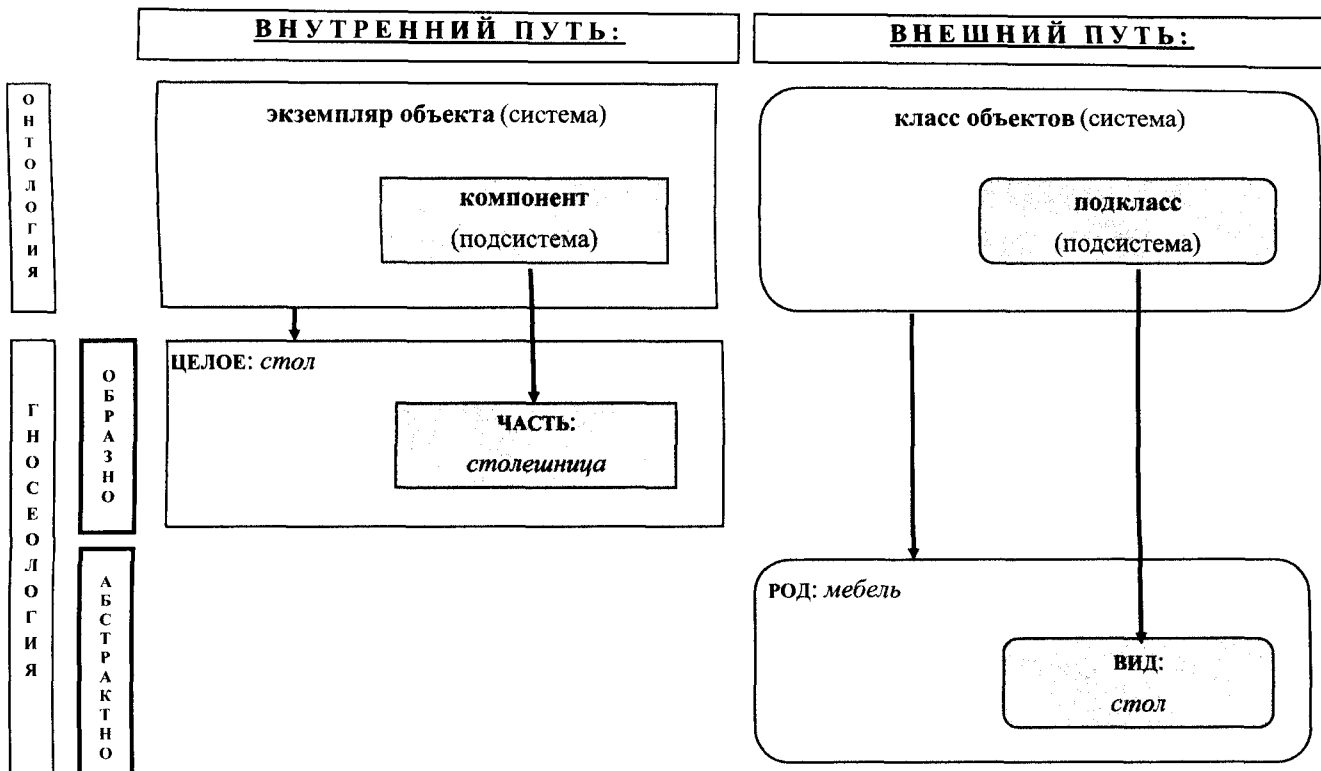 ВНУТРЕННИЙ ПУТЬ:
ВНЕШНИЙ ПУТЬ:
ОНТОЛОГИЯ
экземпляр объекта (система)
компонент
(подсистема)
класс объектов (система)
подкласс
(подсистема)
ГНОСЕОЛОГИЯ
ОБРАЗНО
ЦЕЛОЕ: стол
ЧАСТЬ:
столешница
АБСТРАКТНО
РОД: мебель
ВИД:
стол